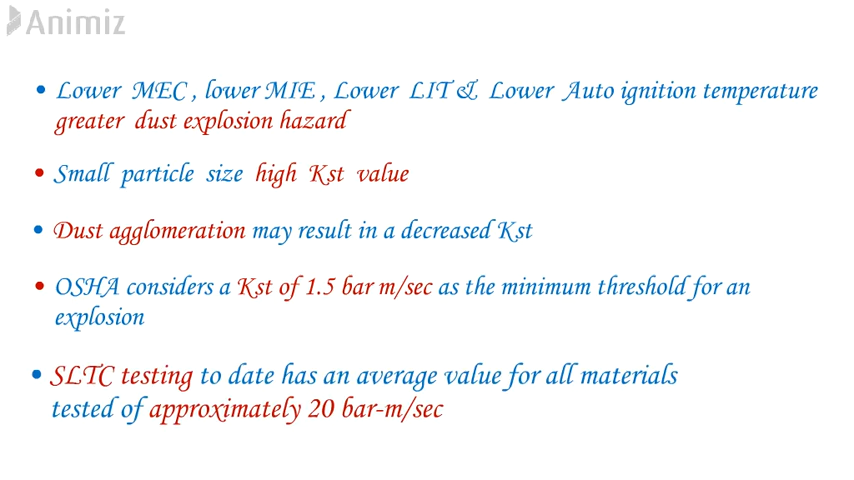 Animiz
• Lower MEC , lower MIE , Lower LIT & Lower Auto ignition temperature
greater dust explosion hazard
• Small particle size high Kst value
• Dust agglomeration may result in a decreased Kst
• OSHA considers a Kst of 1.5 bar m/sec as the minimum threshold for an
explosion
• SLTC testing to date has an average value for all materials
tested of approximately 20 bar-m/sec